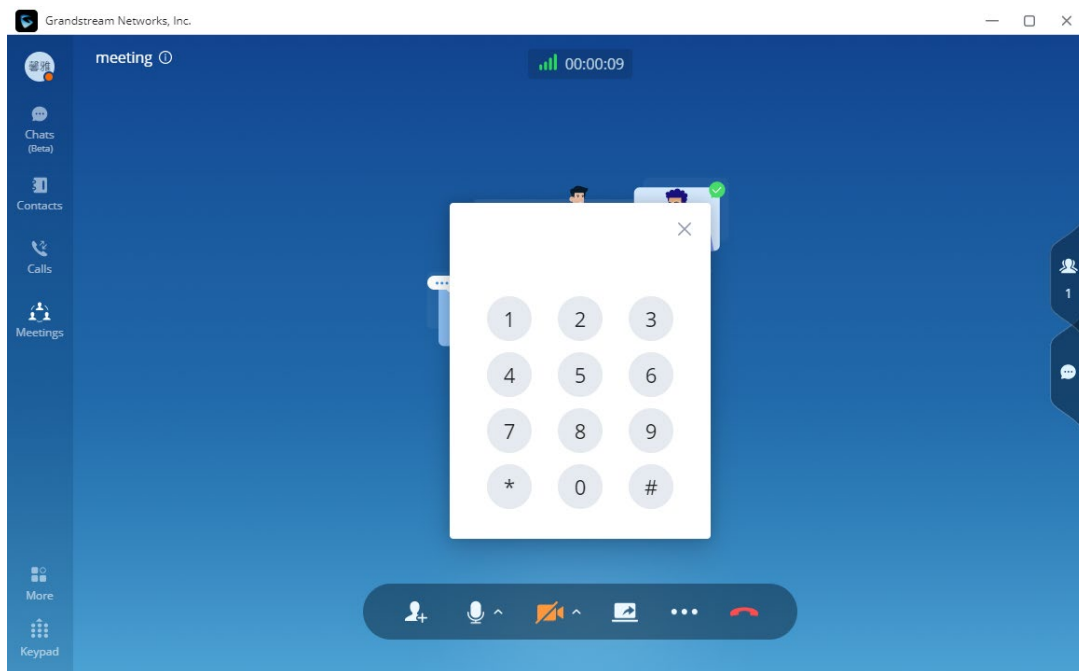 Grandstream Networks, Inc.
馨雅
meeting
00:00:09
Chats
(Beta)
Contacts
Calls
Meetings
1
1 2 3
4 5 6
7 8 9
* 0 #
More
Keypad